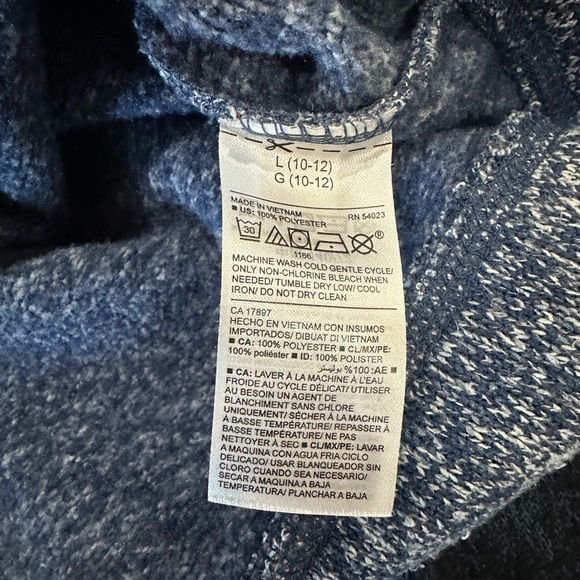 L (10-12)
G (10-12)
MADE IN VIETNAM
■ US: 100% POLYESTER RN 54023
30
1166
MACHINE WASH COLD GENTLE CYCLE/
ONLY NON-CHLORINE BLEACH WHEN
NEEDED/ TUMBLE DRY LOW/ COOL
IRON/ DO NOT DRY CLEAN
CA 17897
HECHO EN VIETNAM CON INSUMOS
IMPORTADOS/ DIBUAT DI VIETNAM
■ CA: 100% POLYESTER ■ CL/MX/PE:
100% poliéster ■ ID: 100% POLISTER
■ AE: 100% بوليستر
■ CA: LAVER À LA MACHINE À L'EAU
FROIDE AU CYCLE DÉLICAT/ UTILISER
AU BESOIN UN AGENT DE
BLANCHIMENT SANS CHLORE
UNIQUEMENT/ SÉCHER À LA MACHINE
À BASSE TEMPÉRATURE/ REPASSER À
BASSE TEMPÉRATURE/ NE PAS
NETTOYER À SEC ■ CL/MX/PE: LAVAR
A MAQUINA CON AGUA FRIA CICLO
DELICADO/ USAR BLANQUEADOR SIN
CLORO CUANDO SEA NECESARIO/
SECAR A MAQUINA A BAJA
TEMPERATURA/ PLANCHAR A BAJA